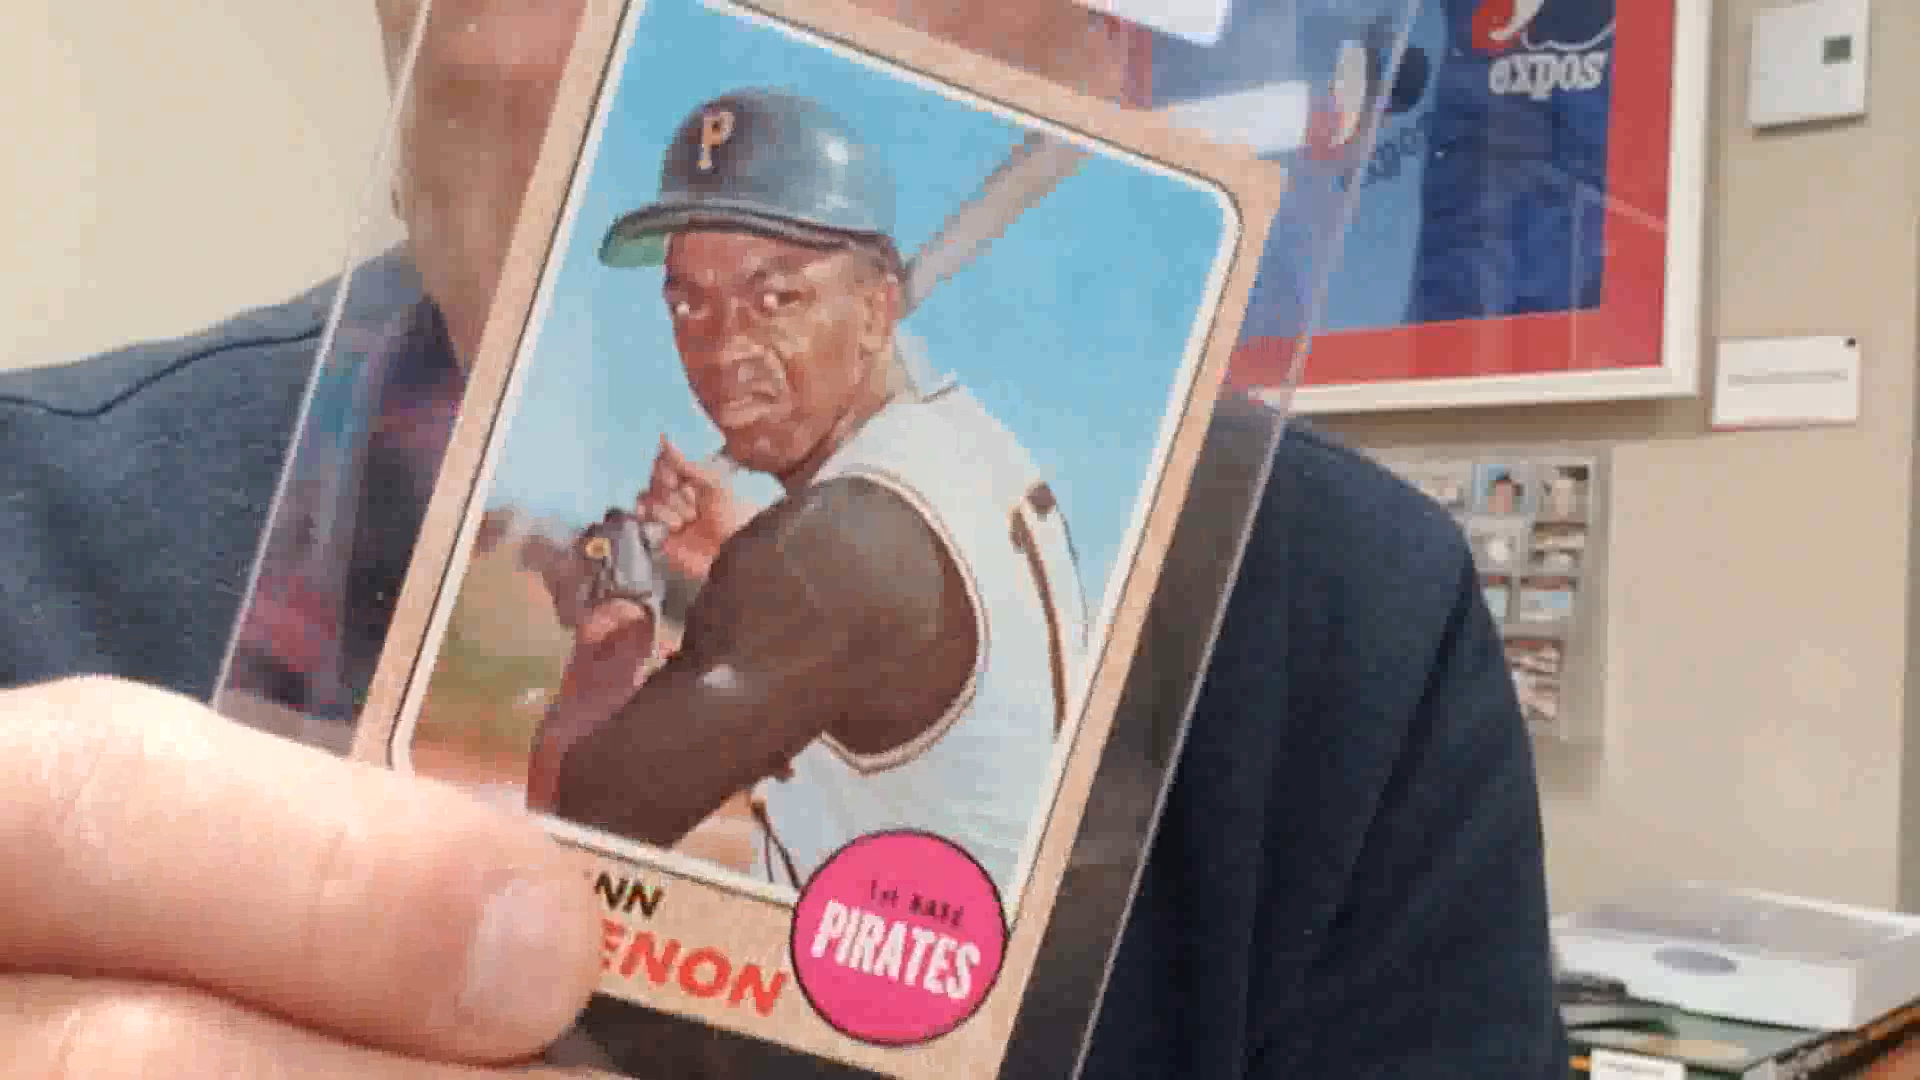 expos
P
NN
ENON
1st BASE
PIRATES